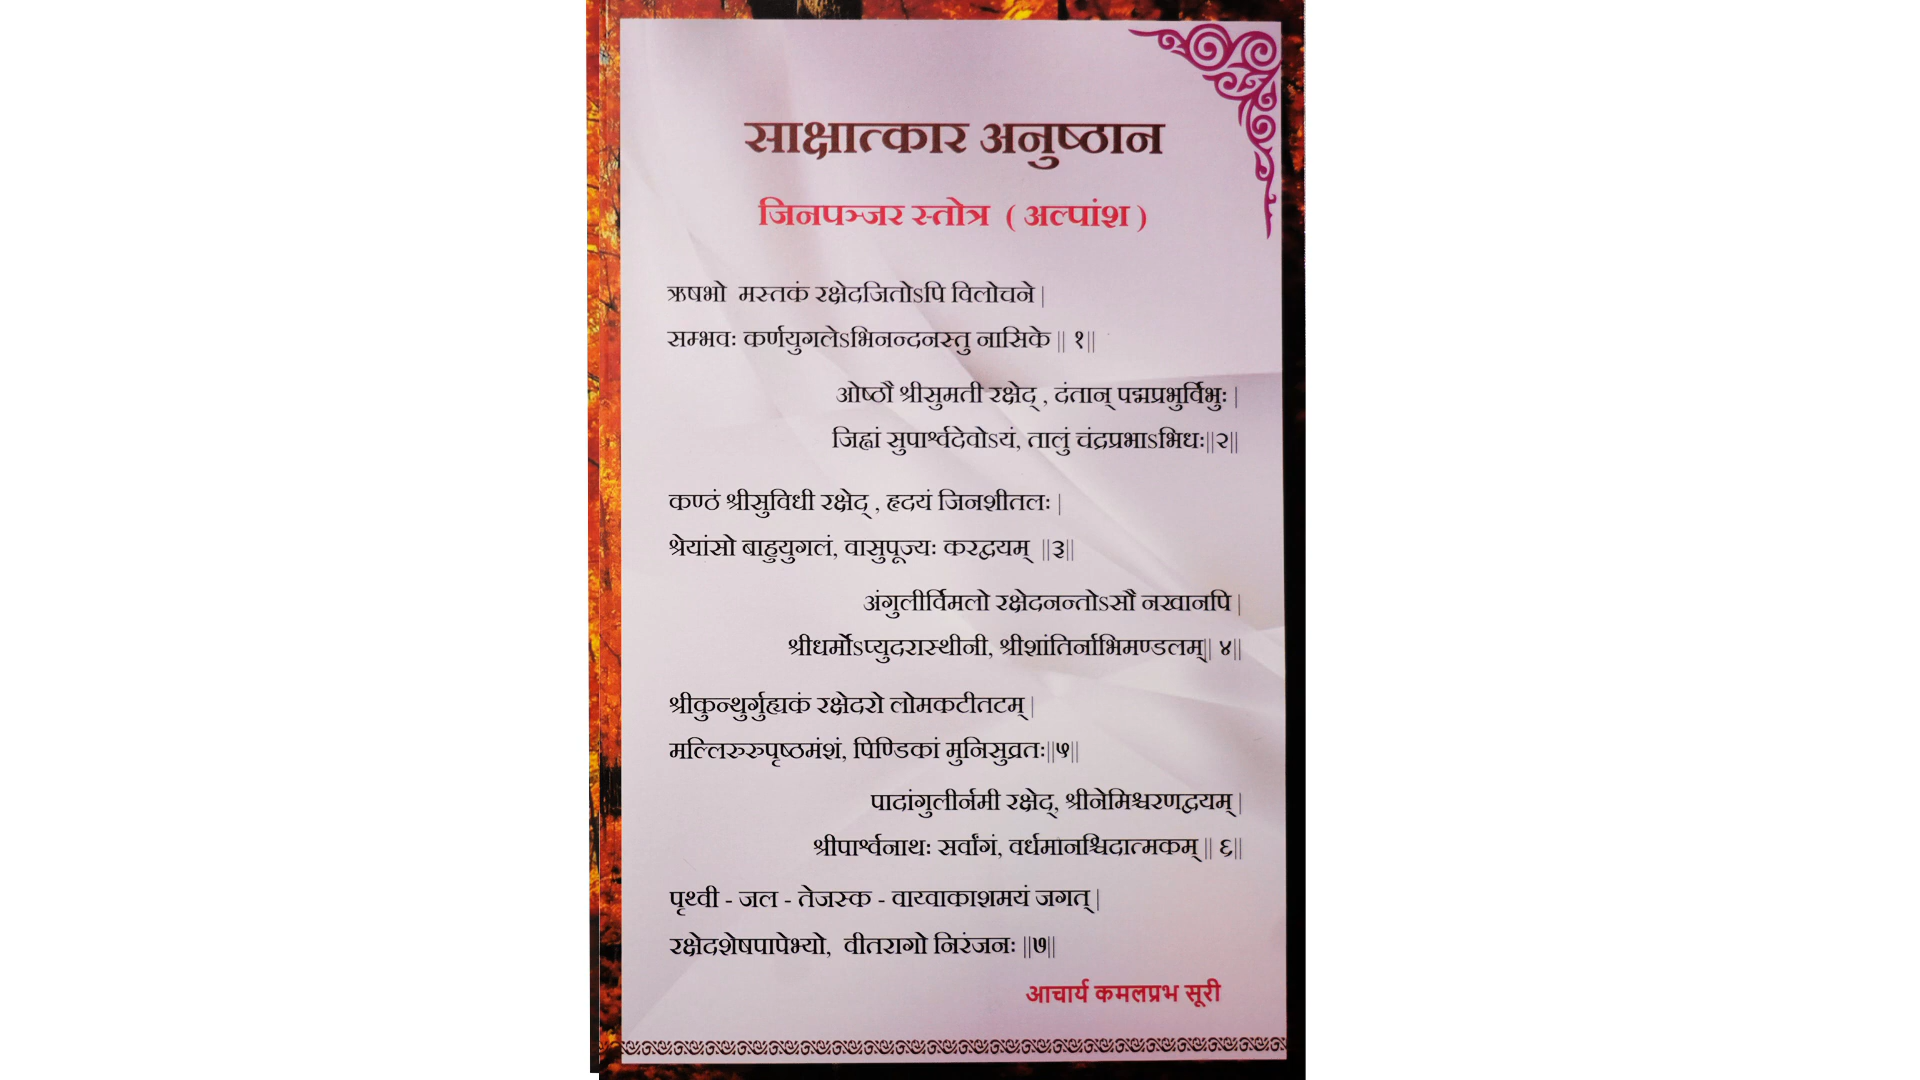 साक्षात्कार अनुष्ठान
जिनपञ्जर स्तोत्र ( अल्पांश )
ऋषभो मस्तकं रक्षेदजितोऽपि विलोचने |
सम्भवः कर्णयुगलेऽभिनन्दनस्तु नासिके || १||
ओष्ठौ श्रीसुमती रक्षेद् , दंतान् पद्मप्रभुर्विभुः |
जिह्वां सुपार्श्वदेवोऽयं, तालुं चंद्रप्रभाऽभिधः||२||
कण्ठं श्रीसुविधी रक्षेद् , हृदयं जिनशीतलः |
श्रेयांसो बाहुयुगलं, वासुपूज्यः करद्वयम् ||३||
अंगुलीर्विमलो रक्षेदनन्तोऽसौ नखानपि |
श्रीधर्मोऽप्युदरास्थीनी, श्रीशांतिर्नाभिमण्डलम्|| ४||
श्रीकुन्थुर्गुह्यकं रक्षेदरो लोमकटीतटम् |
मल्लिरुरुपृष्ठमंशं, पिण्डिकां मुनिसुव्रतः||५||
पादांगुलीर्नमी रक्षेद्, श्रीनेमिश्चरणद्वयम् |
श्रीपार्श्वनाथः सर्वांगं, वर्धमानश्चिदात्मकम् || ६||
पृथ्वी - जल - तेजस्क - वाय्वाकाशमयं जगत् |
रक्षेदशेषपापेभ्यो, वीतरागो निरंजनः ||७||
आचार्य कमलप्रभ सूरी